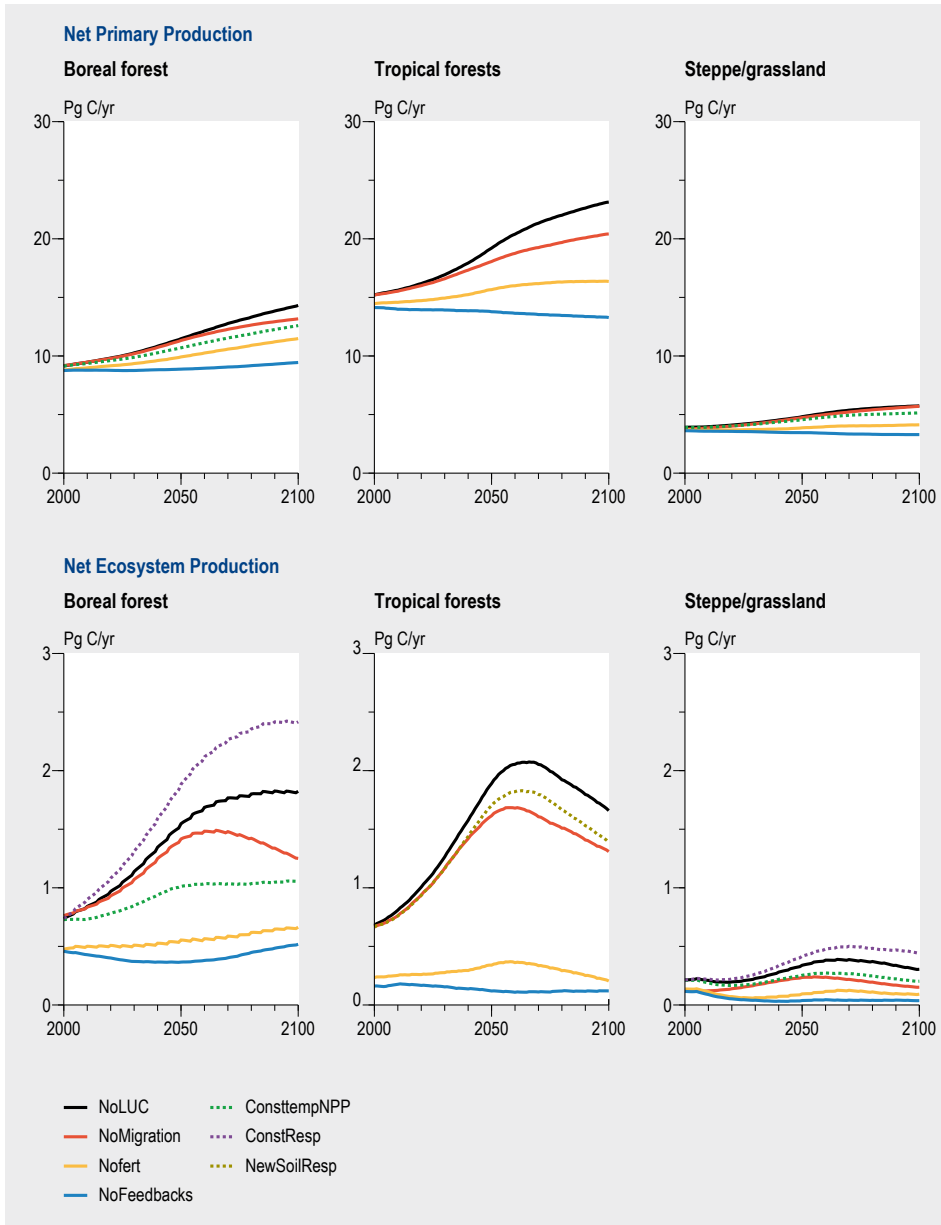 Net Primary Production
Boreal forest
Tropical forests
Steppe/grassland
Pg C/yr
Pg C/yr
Pg C/yr
30
20
10
0
2000 2050 2100
30
20
10
0
2000 2050 2100
30
20
10
0
2000 2050 2100
Net Ecosystem Production
Boreal forest
Tropical forests
Steppe/grassland
Pg C/yr
Pg C/yr
Pg C/yr
3
2
1
0
2000 2050 2100
3
2
1
0
2000 2050 2100
3
2
1
0
2000 2050 2100
NoLUC
NoMigration
Nofert
NoFeedbacks
ConsttempNPP
ConstResp
NewSoilResp